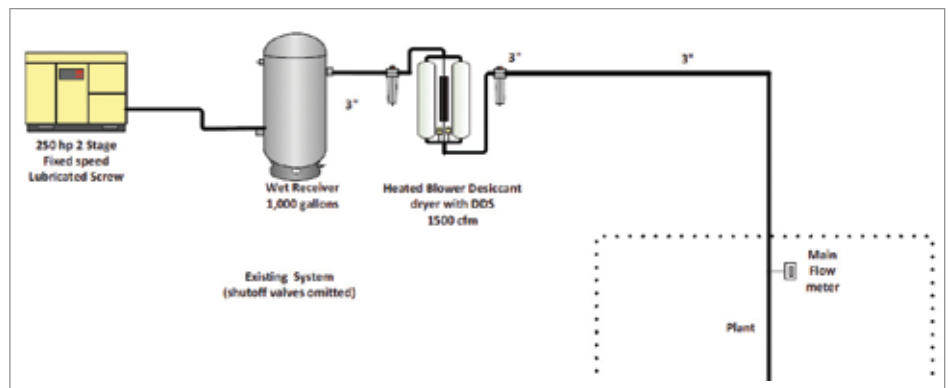 3"
3"
3"
250 hp 2 Stage
Fixed speed
Lubricated Screw
Wet Receiver
1,000 gallons
Heated Blower Desiccant
dryer with DDS
1500 cfm
Existing System
(shutoff valves omitted)
Main
Flow
meter
Plant